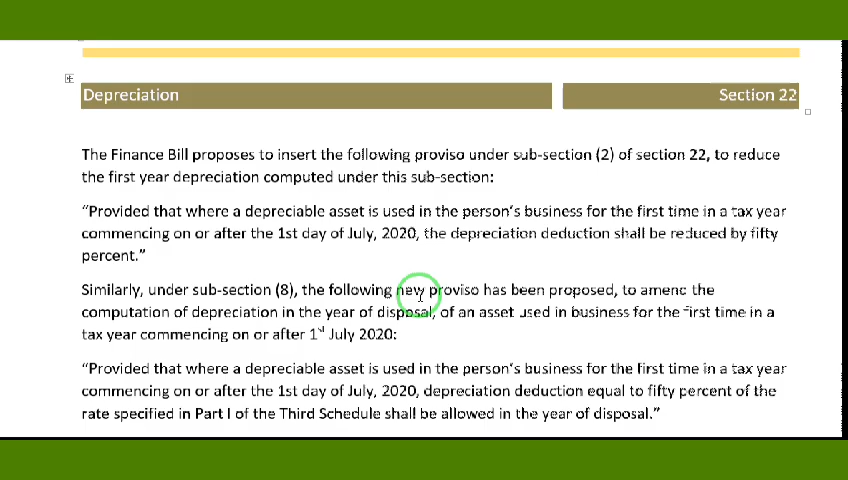 Depreciation
Section 22
The Finance Bill proposes to insert the following proviso under sub-section (2) of section 22, to reduce
the first year depreciation computed under this sub-section:
“Provided that where a depreciable asset is used in the person’s business for the first time in a tax year
commencing on or after the 1st day of July, 2020, the depreciation deduction shall be reduced by fifty
percent.”
Similarly, under sub-section (8), the following new proviso has been proposed, to amend the
computation of depreciation in the year of disposal, of an asset used in business for the first time in a
tax year commencing on or after 1st July 2020:
“Provided that where a depreciable asset is used in the person’s business for the first time in a tax year
commencing on or after the 1st day of July, 2020, depreciation deduction equal to fifty percent of the
rate specified in Part I of the Third Schedule shall be allowed in the year of disposal.”